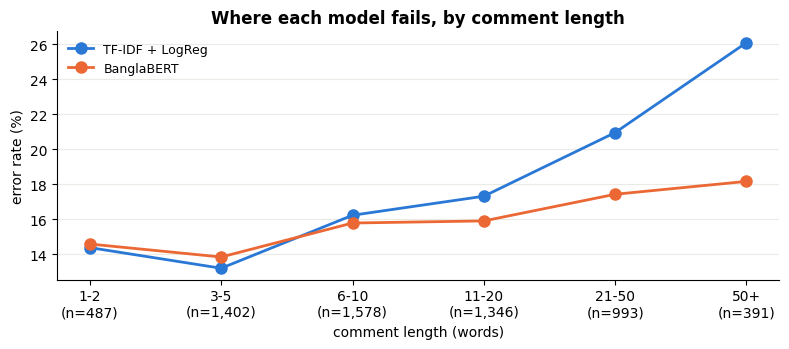 Where each model fails, by comment length
TF-IDF + LogReg
BanglaBERT
error rate (%)
26
24
22
20
18
16
14
1-2 3-5 6-10 11-20 21-50 50+
(n=487) (n=1,402) (n=1,578) (n=1,346) (n=993) (n=391)
comment length (words)